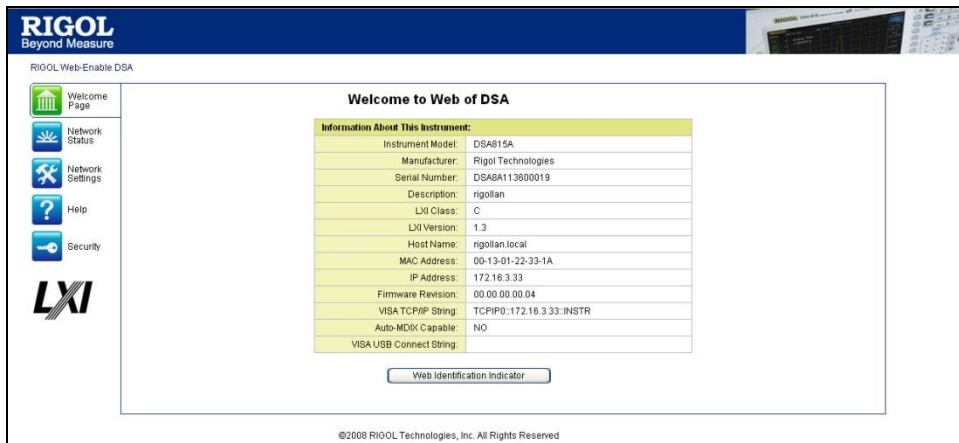 RIGOL
Beyond Measure
RIGOL
RIGOL Web-Enable DSA
Welcome Page
Network Status
Network Settings
Help
Security
LXI
Welcome to Web of DSA
Information About This Instrument:
Instrument Model: DSA815A
Manufacturer: Rigol Technologies
Serial Number: DSA8A113600019
Description: rigollan
LXI Class: C
LXI Version: 1.3
Host Name: rigollan.local
MAC Address: 00-13-01-22-33-1A
IP Address: 172.16.3.33
Firmware Revision: 00.00.00.00.04
VISA TCP/IP String: TCPIP0::172.16.3.33::INSTR
Auto-MDIX Capable: NO
VISA USB Connect String:
Web Identification Indicator
©2008 RIGOL Technologies, Inc. All Rights Reserved